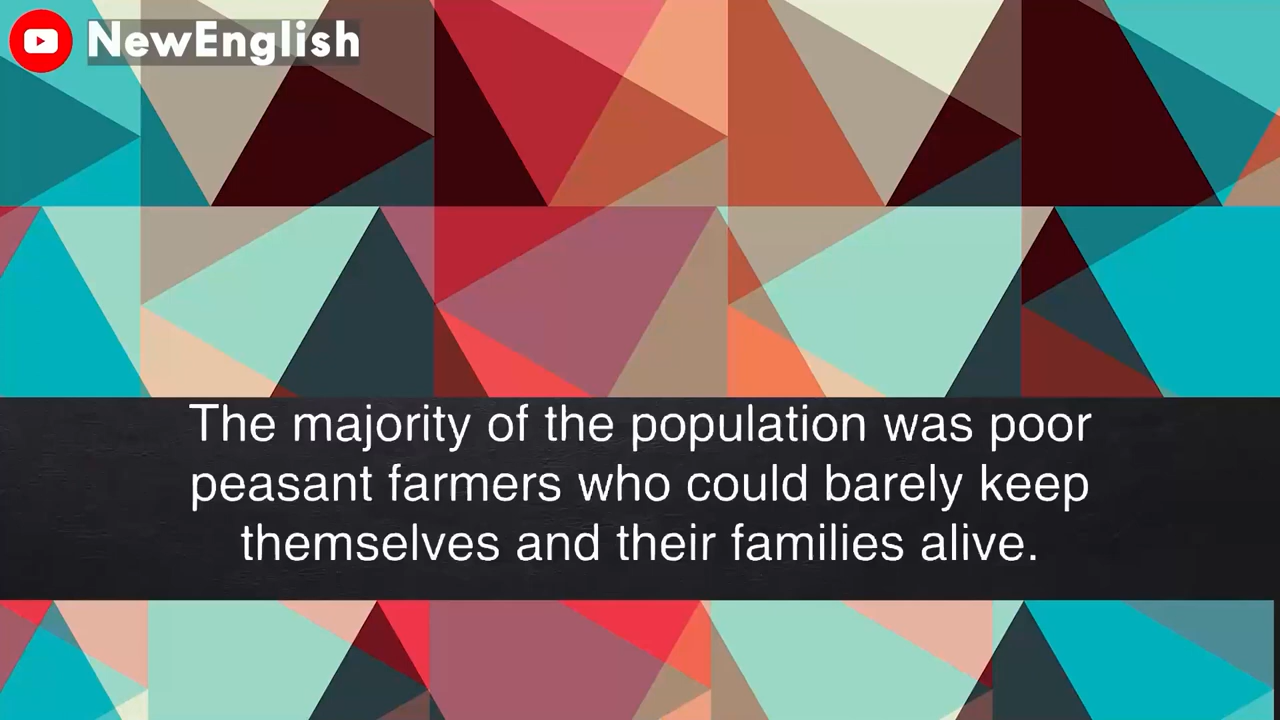 NewEnglish
The majority of the population was poor
peasant farmers who could barely keep
themselves and their families alive.